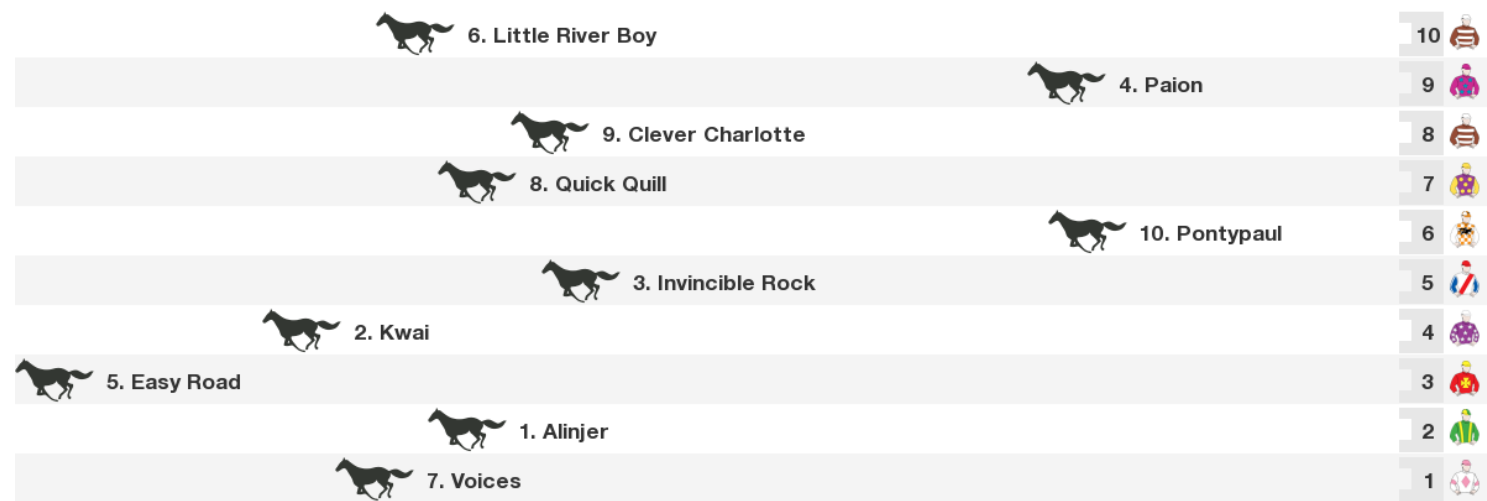 6. Little River Boy 10
4. Paion 9
9. Clever Charlotte 8
8. Quick Quill 7
10. Pontypaul 6
3. Invincible Rock 5
2. Kwai 4
5. Easy Road 3
1. Alinjer 2
7. Voices 1